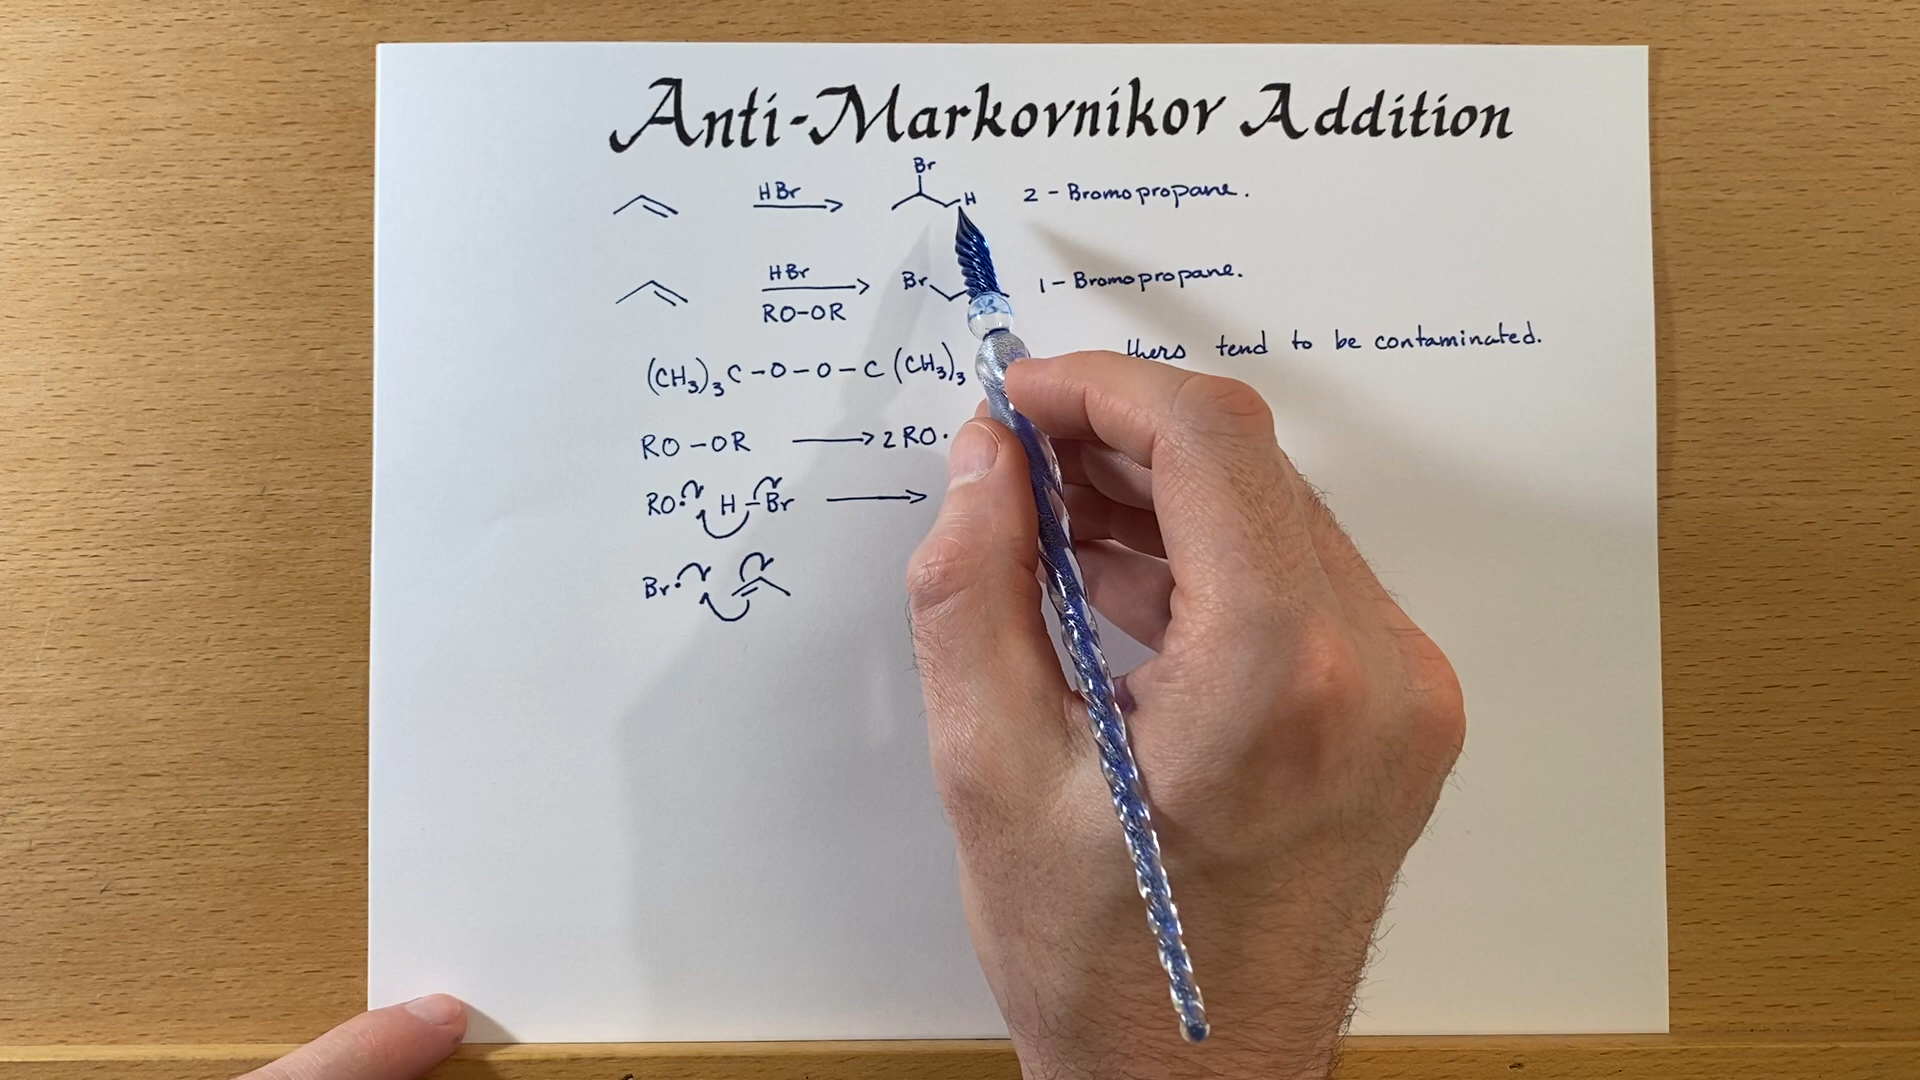 Anti-Markovnikov Addition
Br
HBr H 2 - Bromopropane.
HBr Br 1 - Bromopropane.
RO-OR
tend to be contaminated.
(CH3)3C-O-O-C(CH3)3
RO-OR → 2RO·
RO· H-Br →
Br·